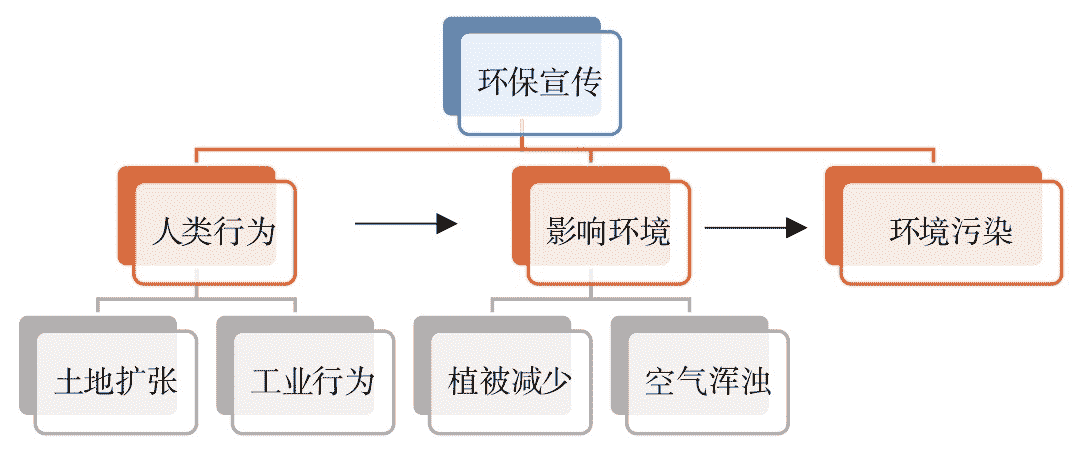 环保宣传
人类行为
影响环境
环境污染
土地扩张
工业行为
植被减少
空气浑浊